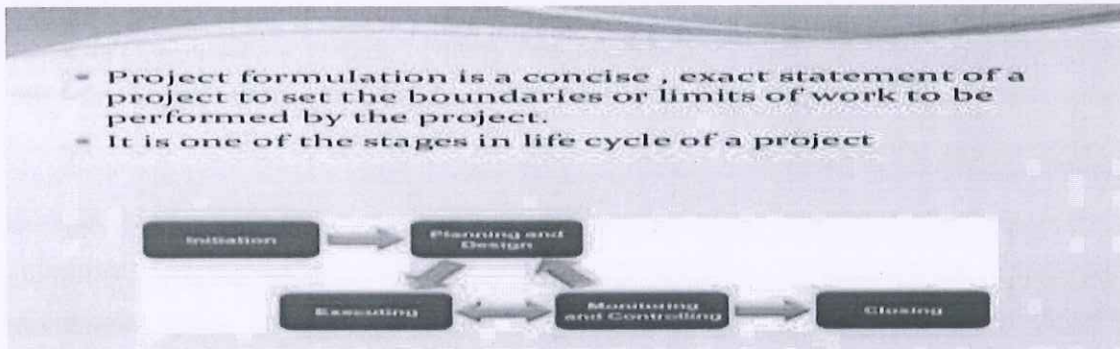 - Project formulation is a concise , exact statement of a
project to set the boundaries or limits of work to be
performed by the project.
- It is one of the stages in life cycle of a project
Initiation
Planning and
Design
Executing
Monitoring
and Controlling
Closing